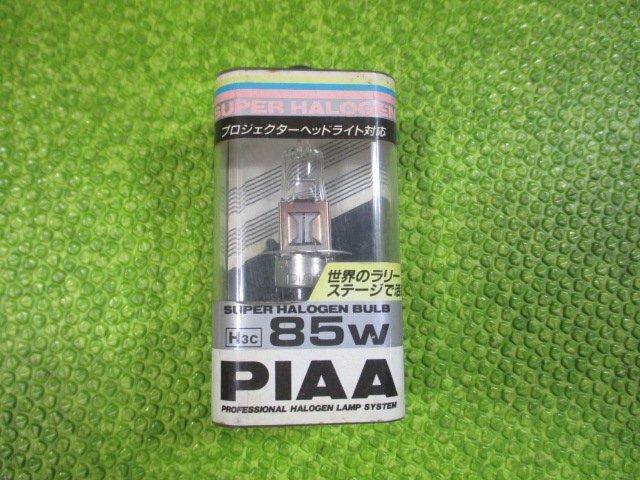 SUPER HALOGEN
プロジェクターヘッドライト対応
世界のラリー
ステージで活
SUPER HALOGEN BULB
H3C 85W
PIAA
PROFESSIONAL HALOGEN LAMP SYSTEM